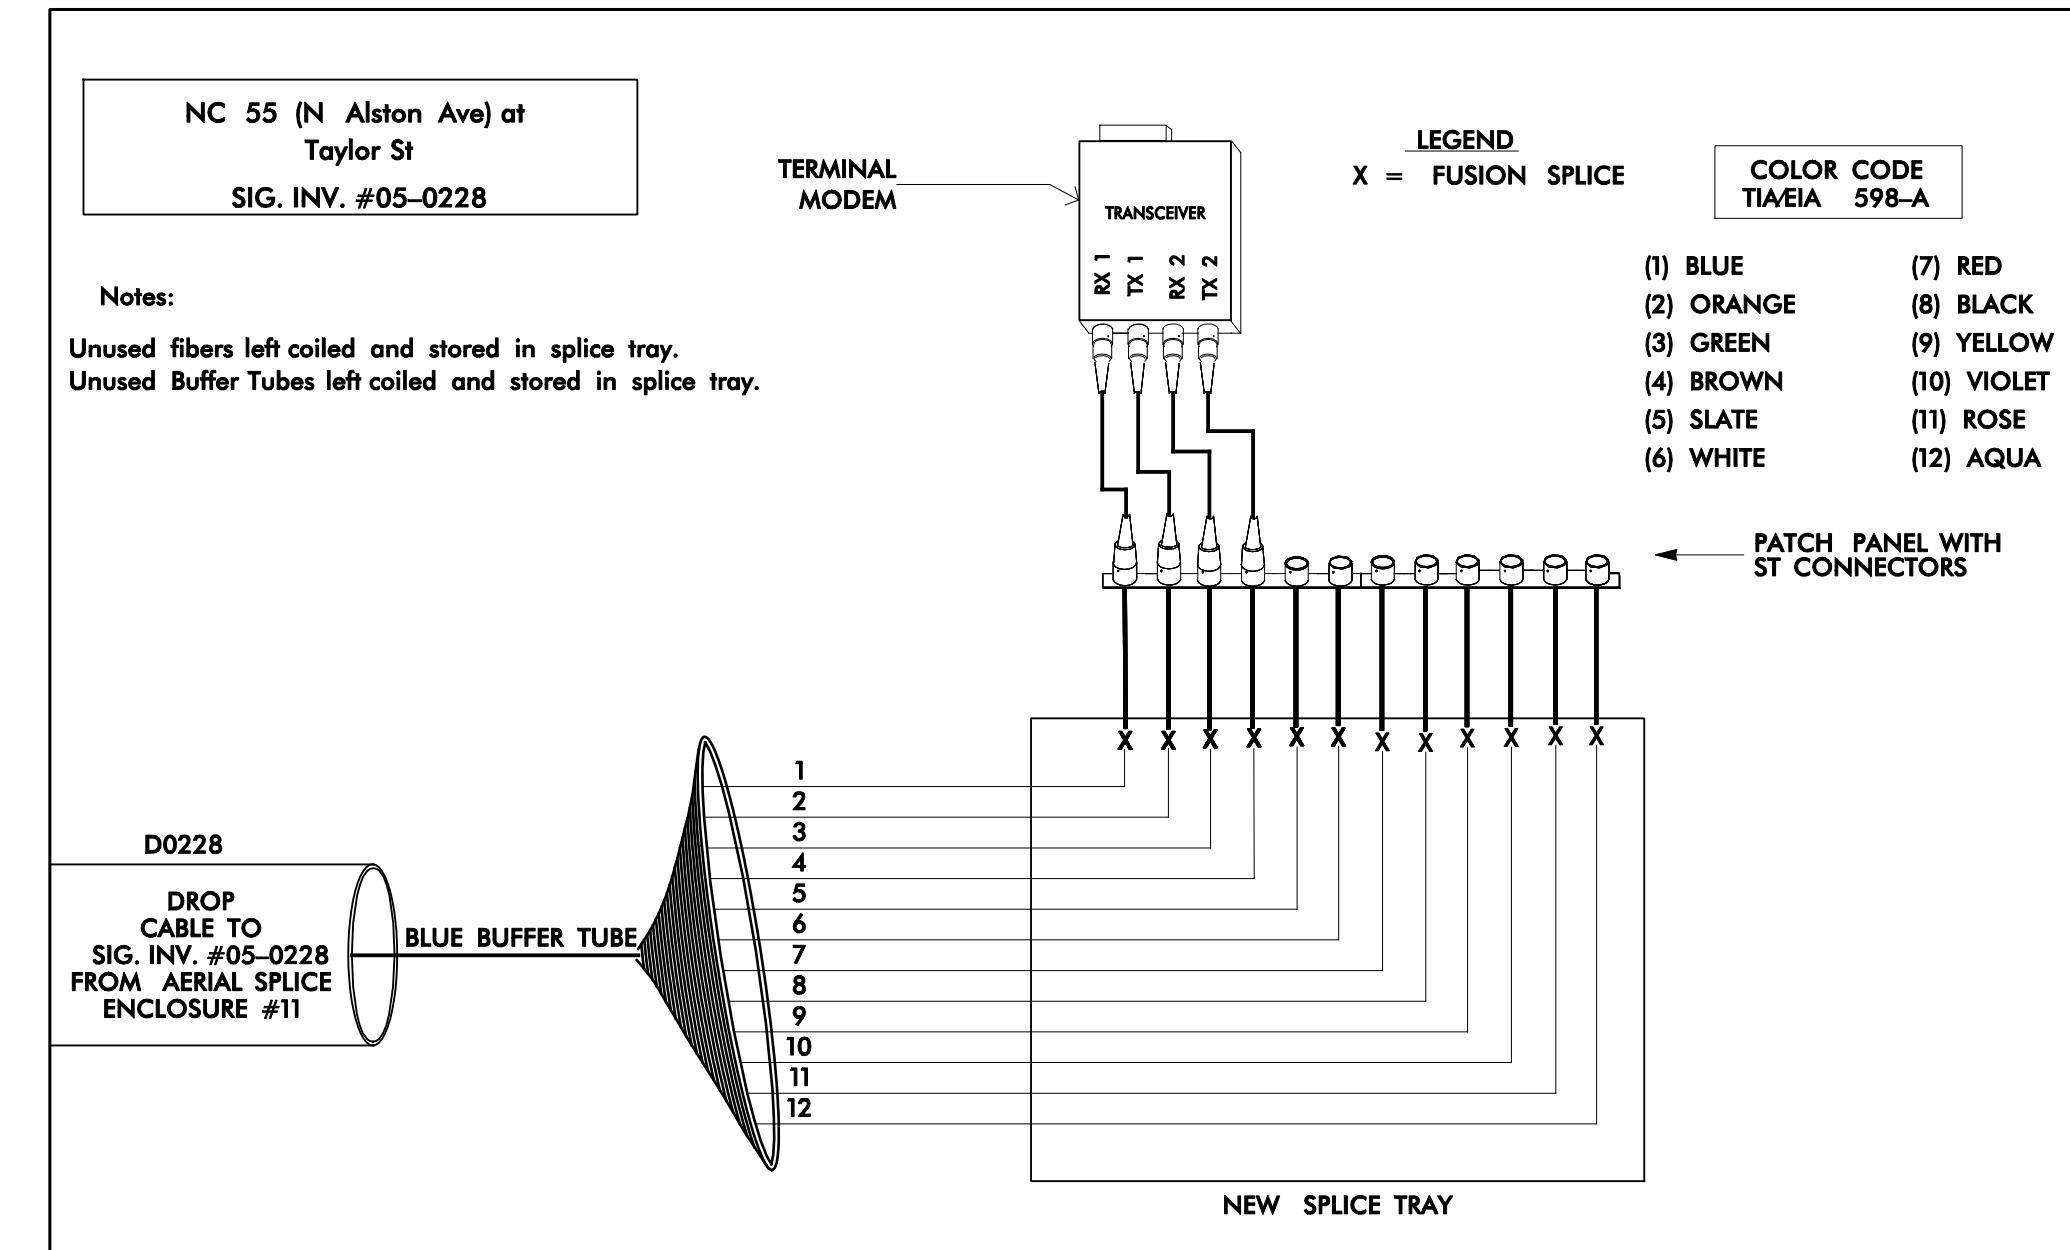 NC 55 (N Alston Ave) at
Taylor St
SIG. INV. #05-0228
Notes:
Unused fibers left coiled and stored in splice tray.
Unused Buffer Tubes left coiled and stored in splice tray.
TERMINAL
MODEM
TRANSCEIVER
RX 1
TX 1
RX 2
TX 2
LEGEND
X = FUSION SPLICE
COLOR CODE
TIA/EIA 598-A
(1) BLUE
(2) ORANGE
(3) GREEN
(4) BROWN
(5) SLATE
(6) WHITE
(7) RED
(8) BLACK
(9) YELLOW
(10) VIOLET
(11) ROSE
(12) AQUA
PATCH PANEL WITH
ST CONNECTORS
X X X X X X X X X X X X
1
2
3
4
5
6
7
8
9
10
11
12
D0228
DROP
CABLE TO
SIG. INV. #05-0228
FROM AERIAL SPLICE
ENCLOSURE #11
BLUE BUFFER TUBE
NEW SPLICE TRAY